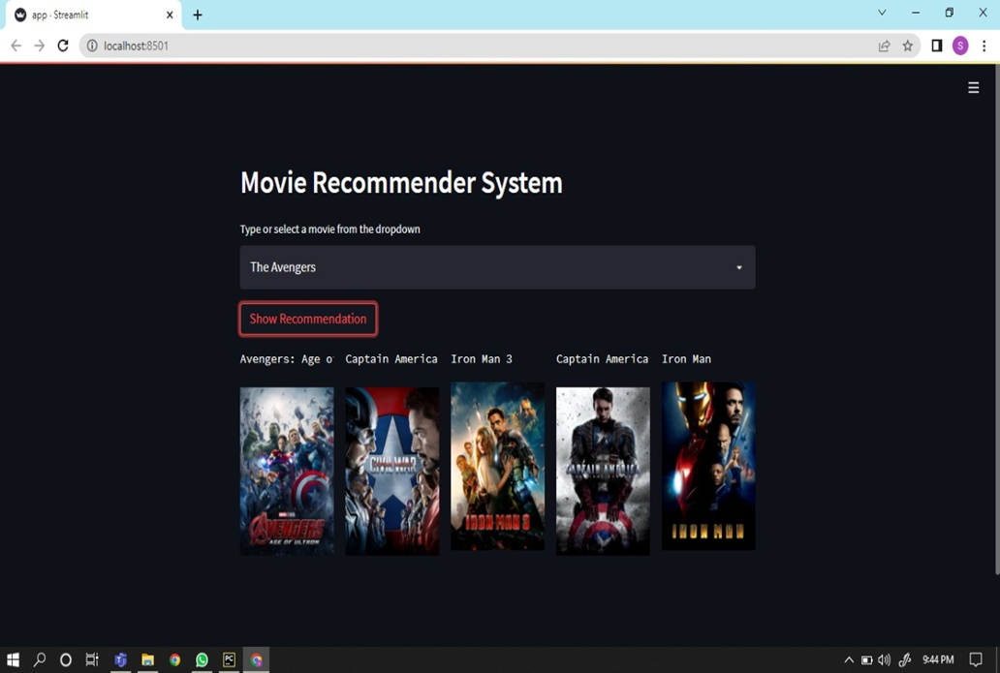 app · Streamlit
localhost:8501
S
Movie Recommender System
Type or select a movie from the dropdown
The Avengers
Show Recommendation
Avengers: Age o
Captain America
Iron Man 3
Captain America
Iron Man
AVENGERS
AGE OF ULTRON
CIVIL WAR
IRON MAN 3
CAPTAIN AMERICA
IRON MAN
PC
9:44 PM